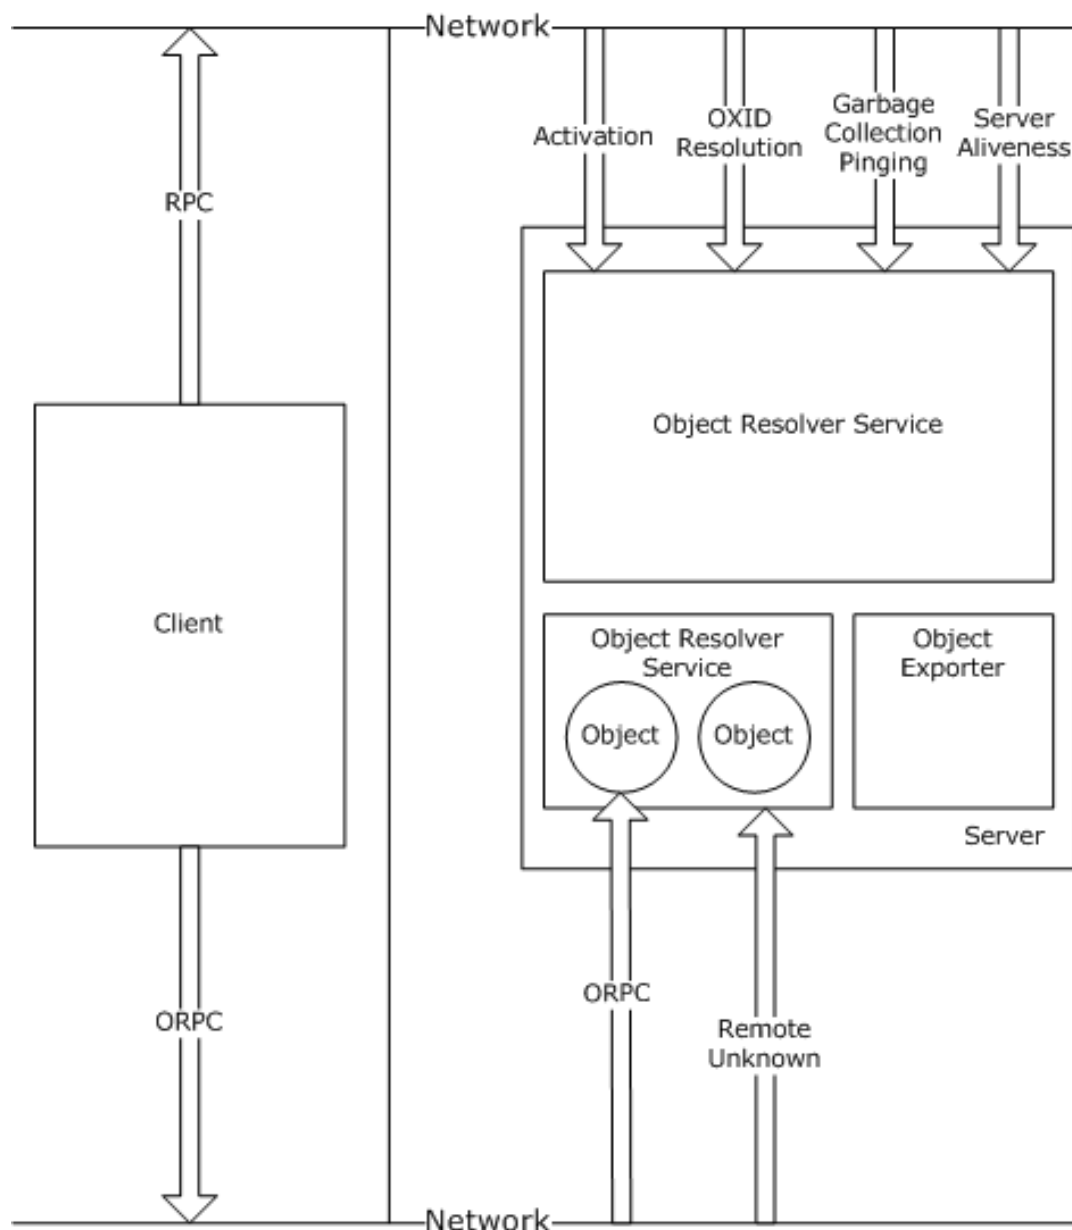 Network
Activation
OXID
Resolution
Garbage
Collection
Pinging
Server
Aliveness
RPC
Object Resolver Service
Client
Object Resolver
Service
Object
Exporter
Object
Object
Server
ORPC
ORPC
Remote
Unknown
Network